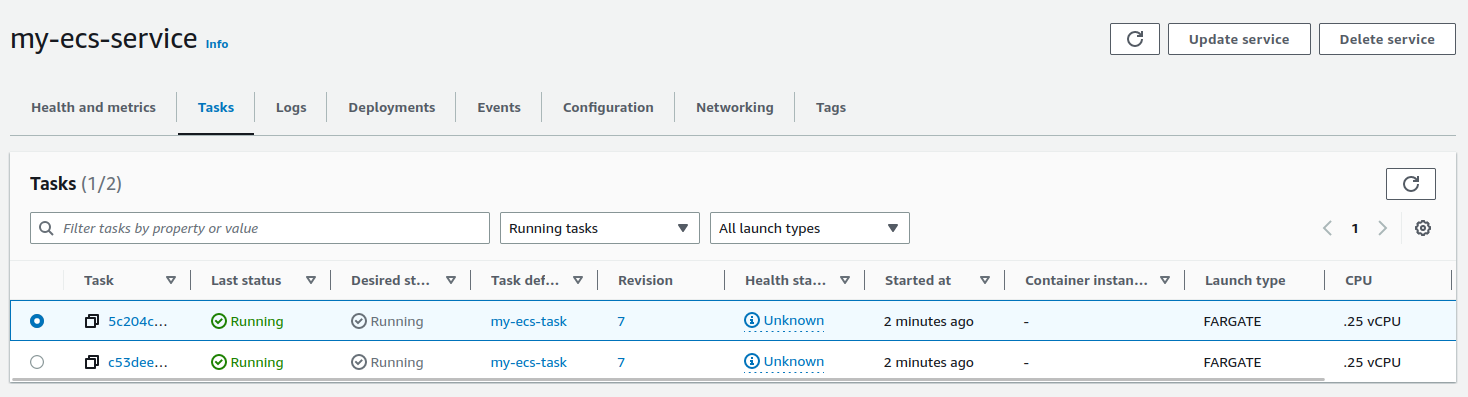 my-ecs-service Info Update service Delete service
Health and metrics Tasks Logs Deployments Events Configuration Networking Tags
Tasks (1/2)
Filter tasks by property or value Running tasks All launch types 1
Task Last status Desired st... Task def... Revision Health sta... Started at Container instan... Launch type CPU
5c204c... Running Running my-ecs-task 7 Unknown 2 minutes ago - FARGATE .25 vCPU
c53dee... Running Running my-ecs-task 7 Unknown 2 minutes ago - FARGATE .25 vCPU